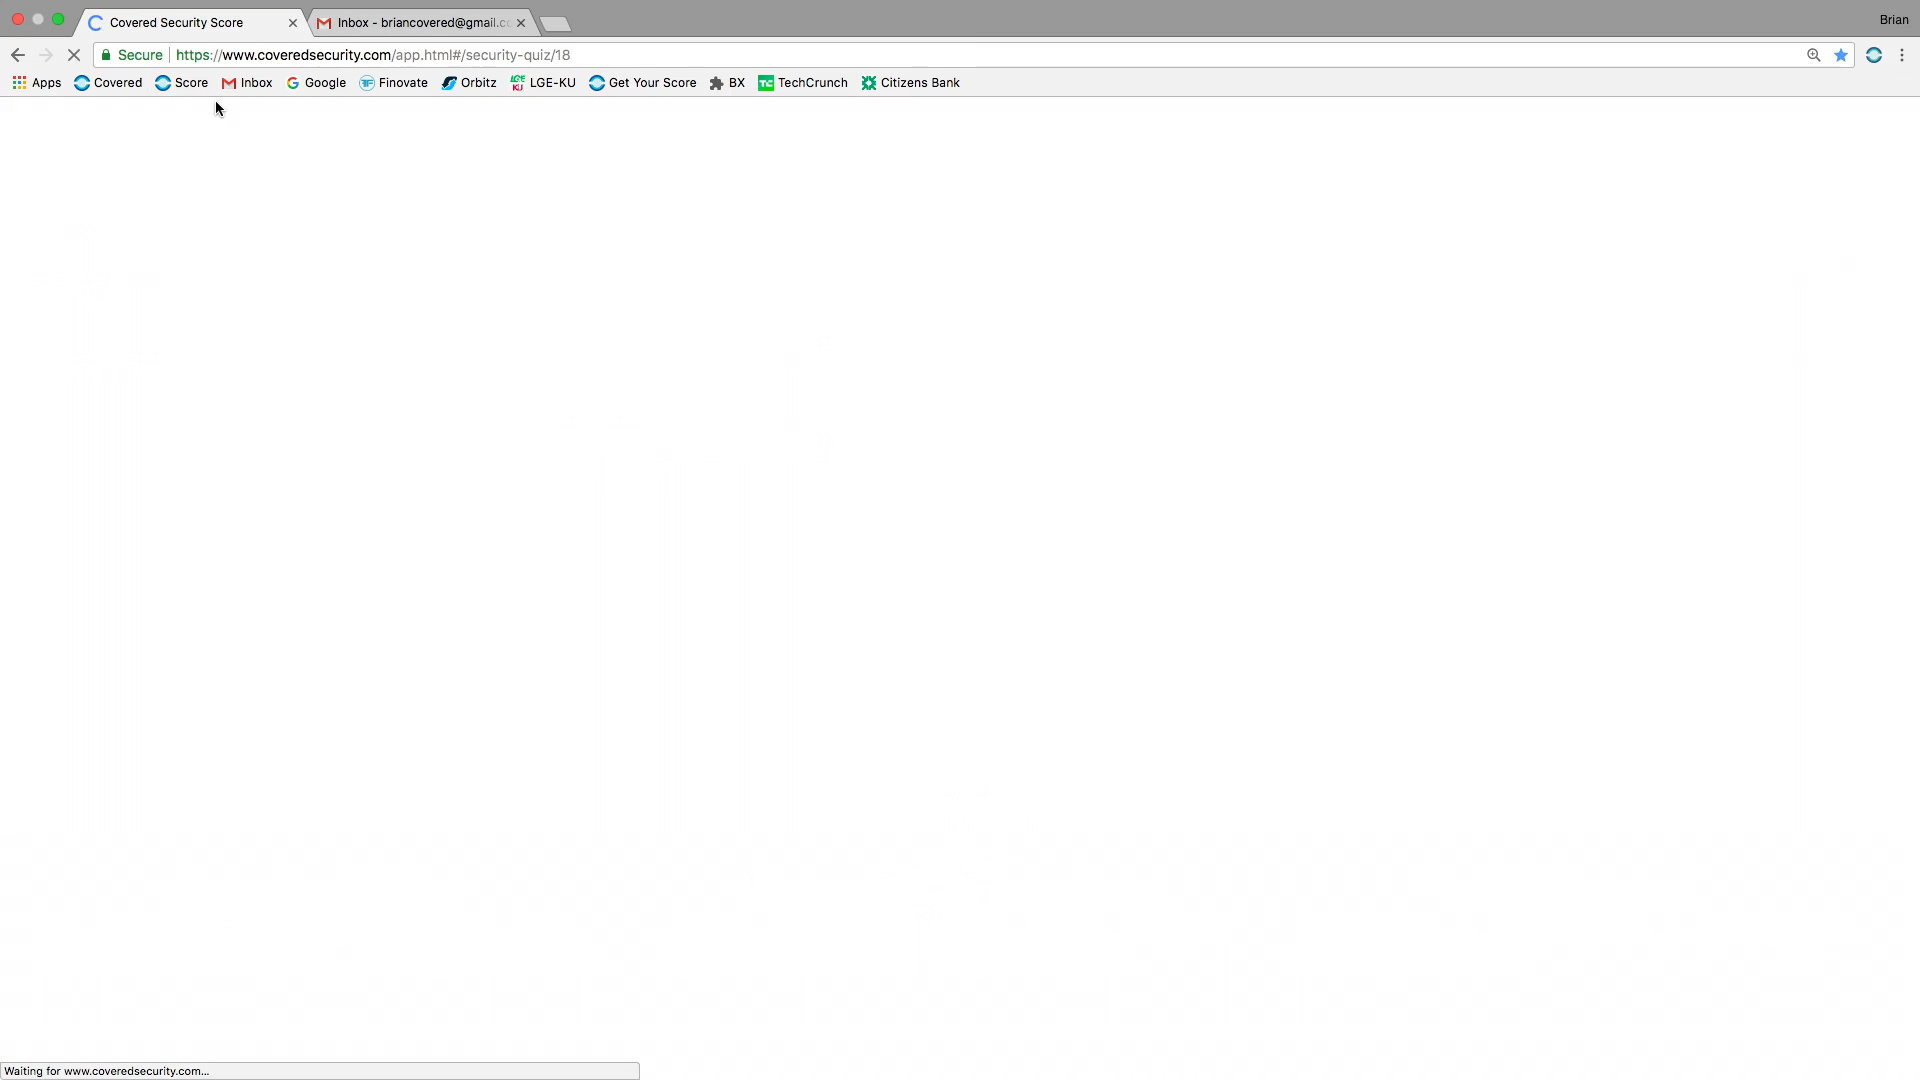 Covered Security Score
Inbox - briancovered@gmail.c
Brian
Secure
https://www.coveredsecurity.com/app.html#/security-quiz/18
Apps
Covered
Score
Inbox
Google
Finovate
Orbitz
LGE-KU
Get Your Score
BX
TechCrunch
Citizens Bank
Waiting for www.coveredsecurity.com...